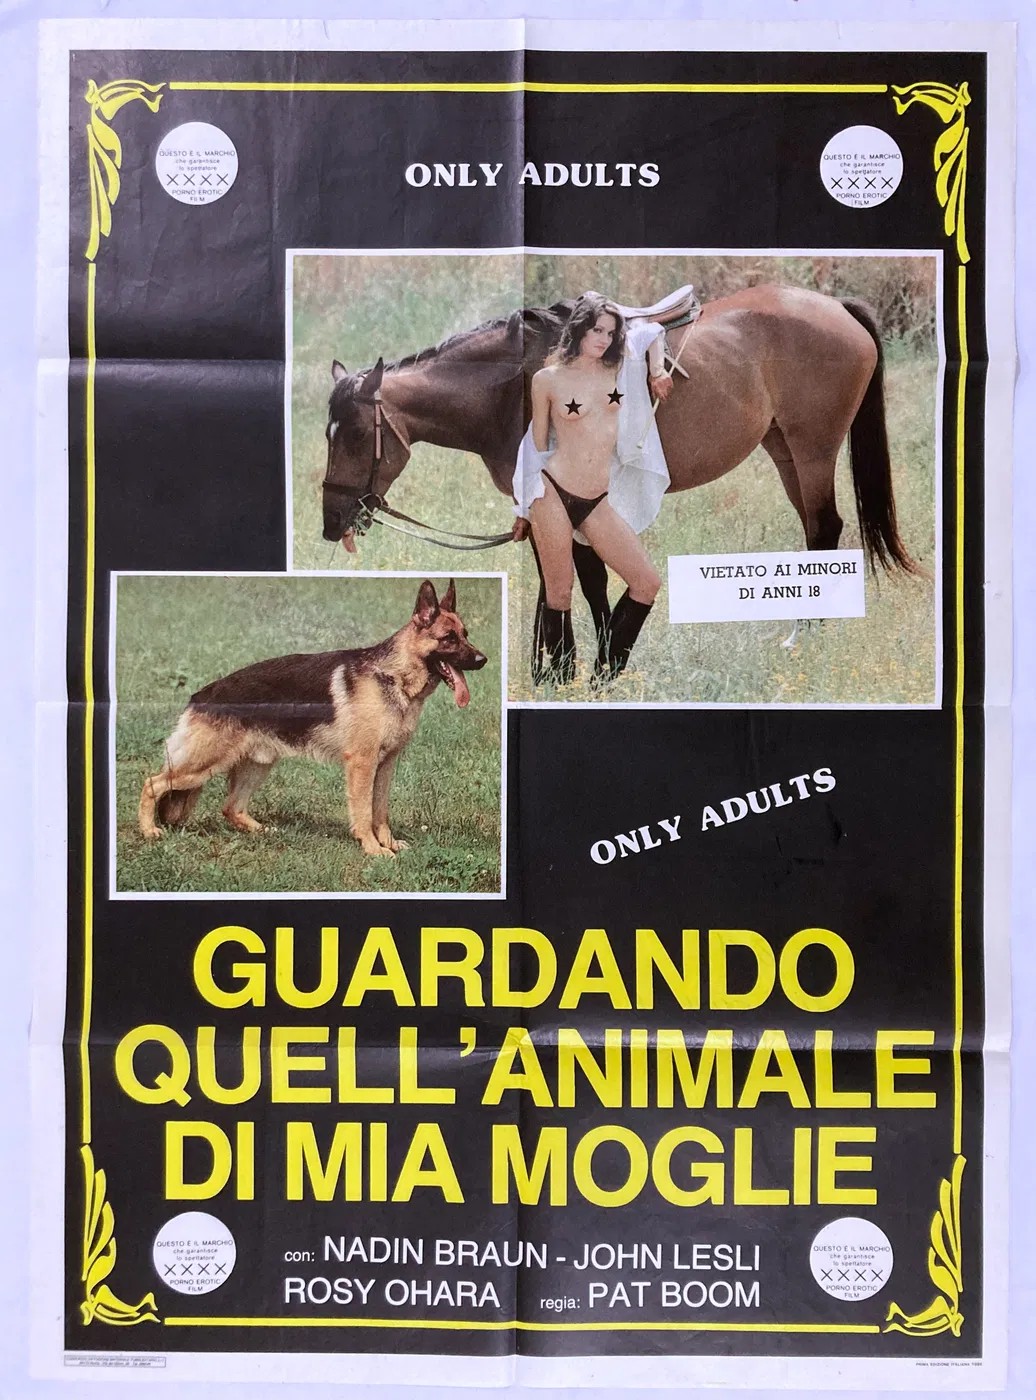 ONLY ADULTS
QUESTO È IL MARCHIO
che garantisce
lo spettatore
XXXX
PORNO EROTIC
FILM
QUESTO È IL MARCHIO
che garantisce
lo spettatore
XXXX
PORNO EROTIC
FILM
VIETATO AI MINORI
DI ANNI 18
ONLY ADULTS
GUARDANDO
QUELL'ANIMALE
DI MIA MOGLIE
QUESTO È IL MARCHIO
che garantisce
lo spettatore
XXXX
PORNO EROTIC
FILM
con: NADIN BRAUN - JOHN LESLI
ROSY OHARA regia: PAT BOOM
QUESTO È IL MARCHIO
che garantisce
lo spettatore
XXXX
PORNO EROTIC
FILM
PRIMA EDIZIONE ITALIANA